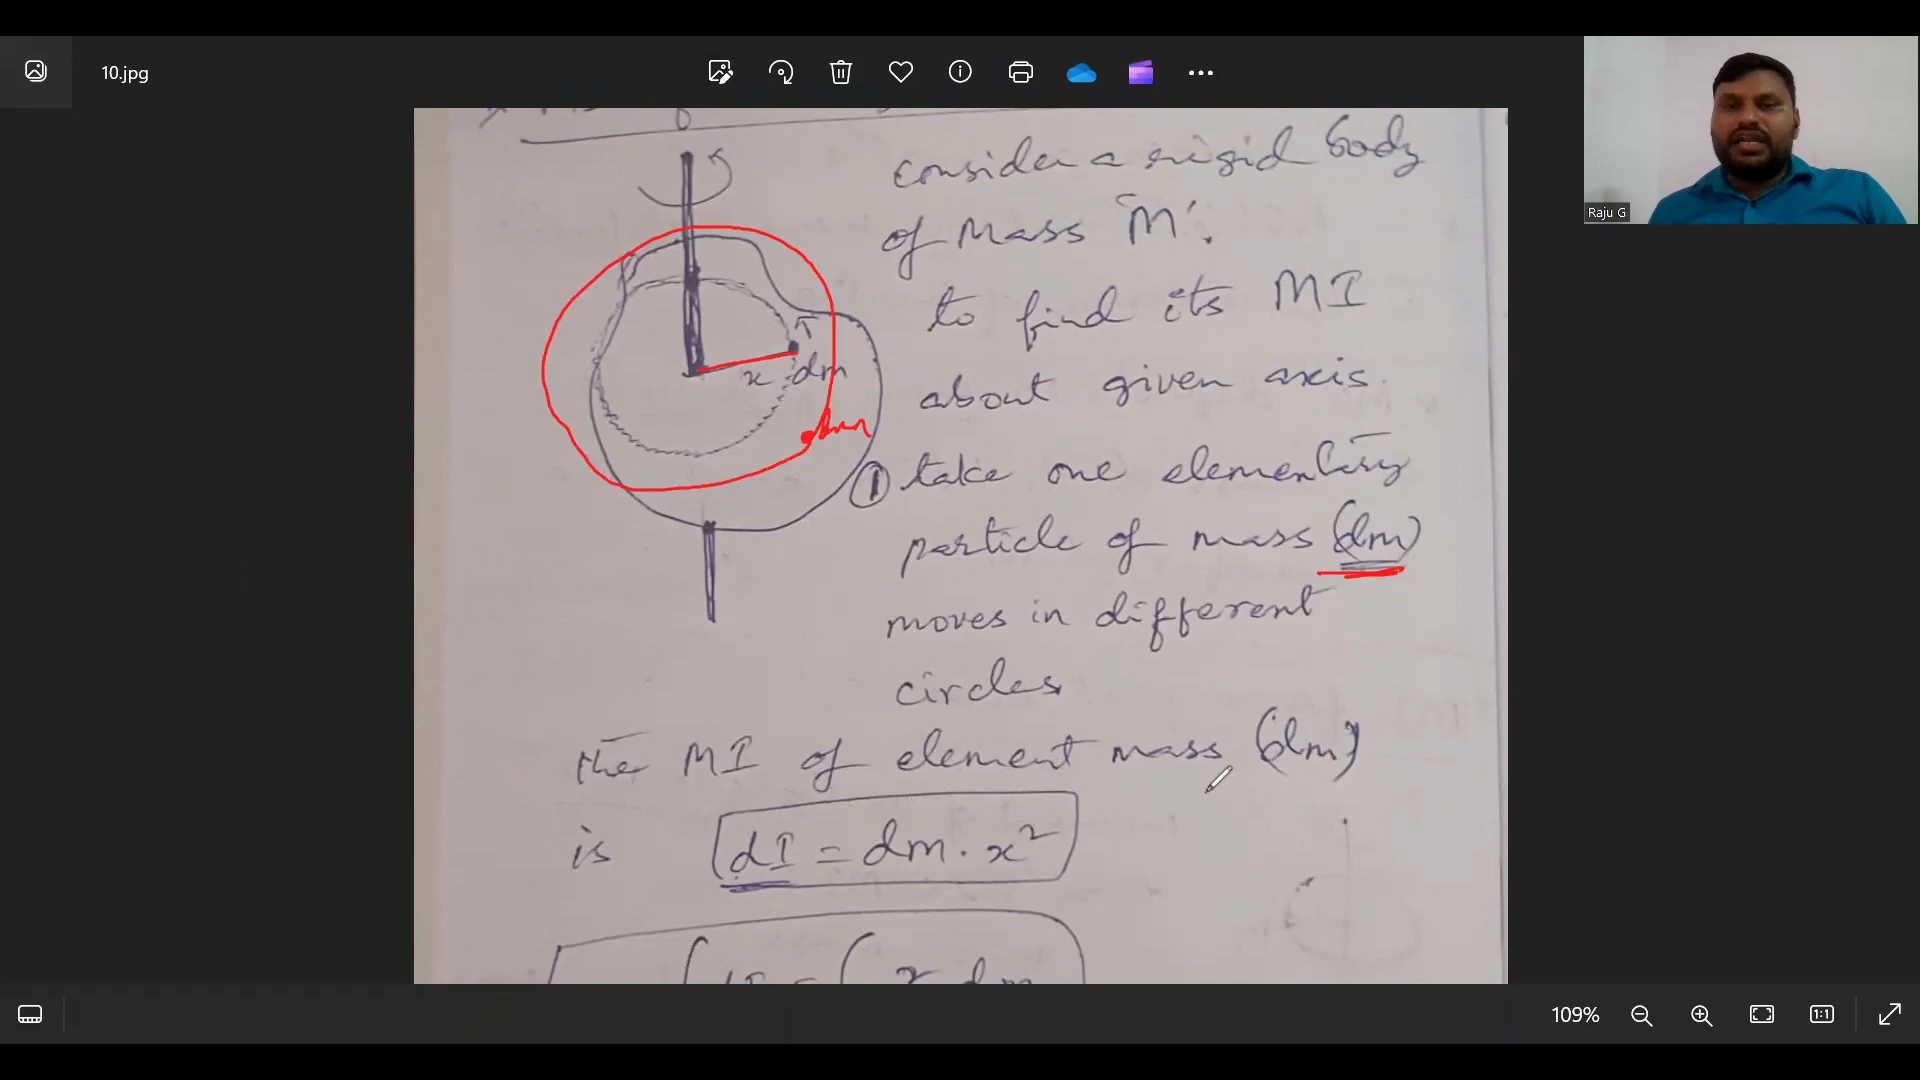 10.jpg
Raju G
consider a rigid body
of Mass "M".
to find its MI
about given axis
x dm
dm
① take one elementary
particle of mass (dm)
moves in different
circles
the MI of element mass (dm)
is dI = dm . x²
109%
1:1